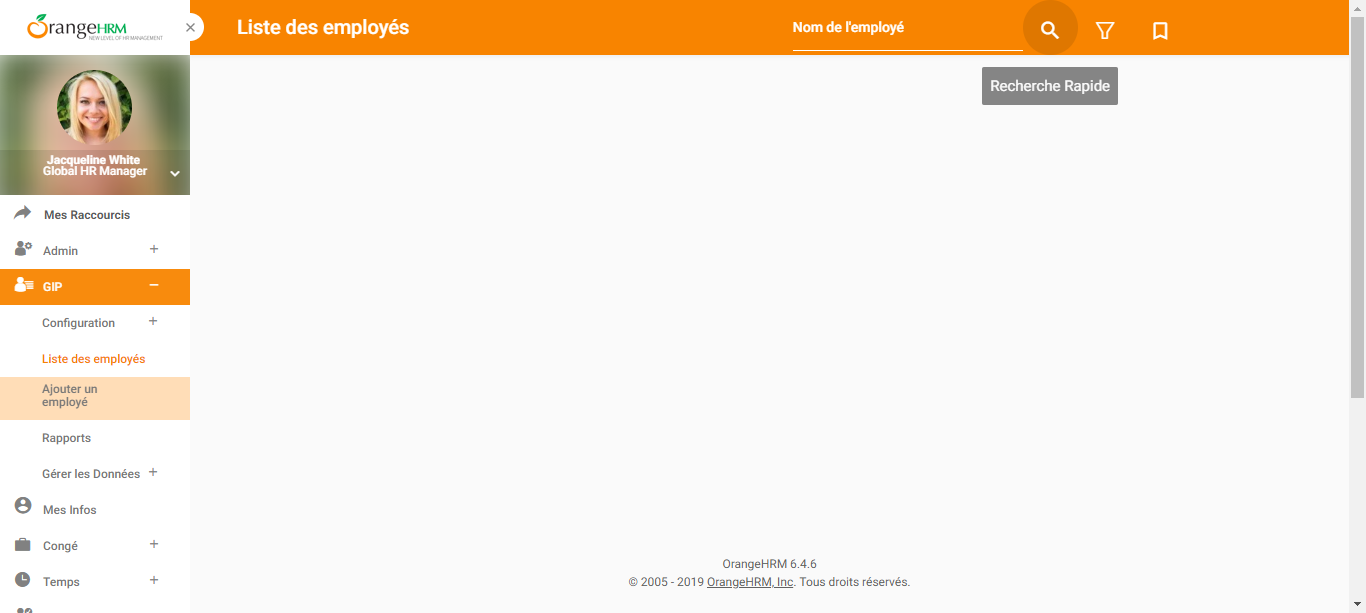 OrangeHRM
NEW LEVEL OF HR MANAGEMENT
Liste des employés
Nom de l'employé
Recherche Rapide
Jacqueline White
Global HR Manager
Mes Raccourcis
Admin
GIP
Configuration
Liste des employés
Ajouter un
employé
Rapports
Gérer les Données
Mes Infos
Congé
Temps
OrangeHRM 6.4.6
© 2005 - 2019 OrangeHRM, Inc. Tous droits réservés.